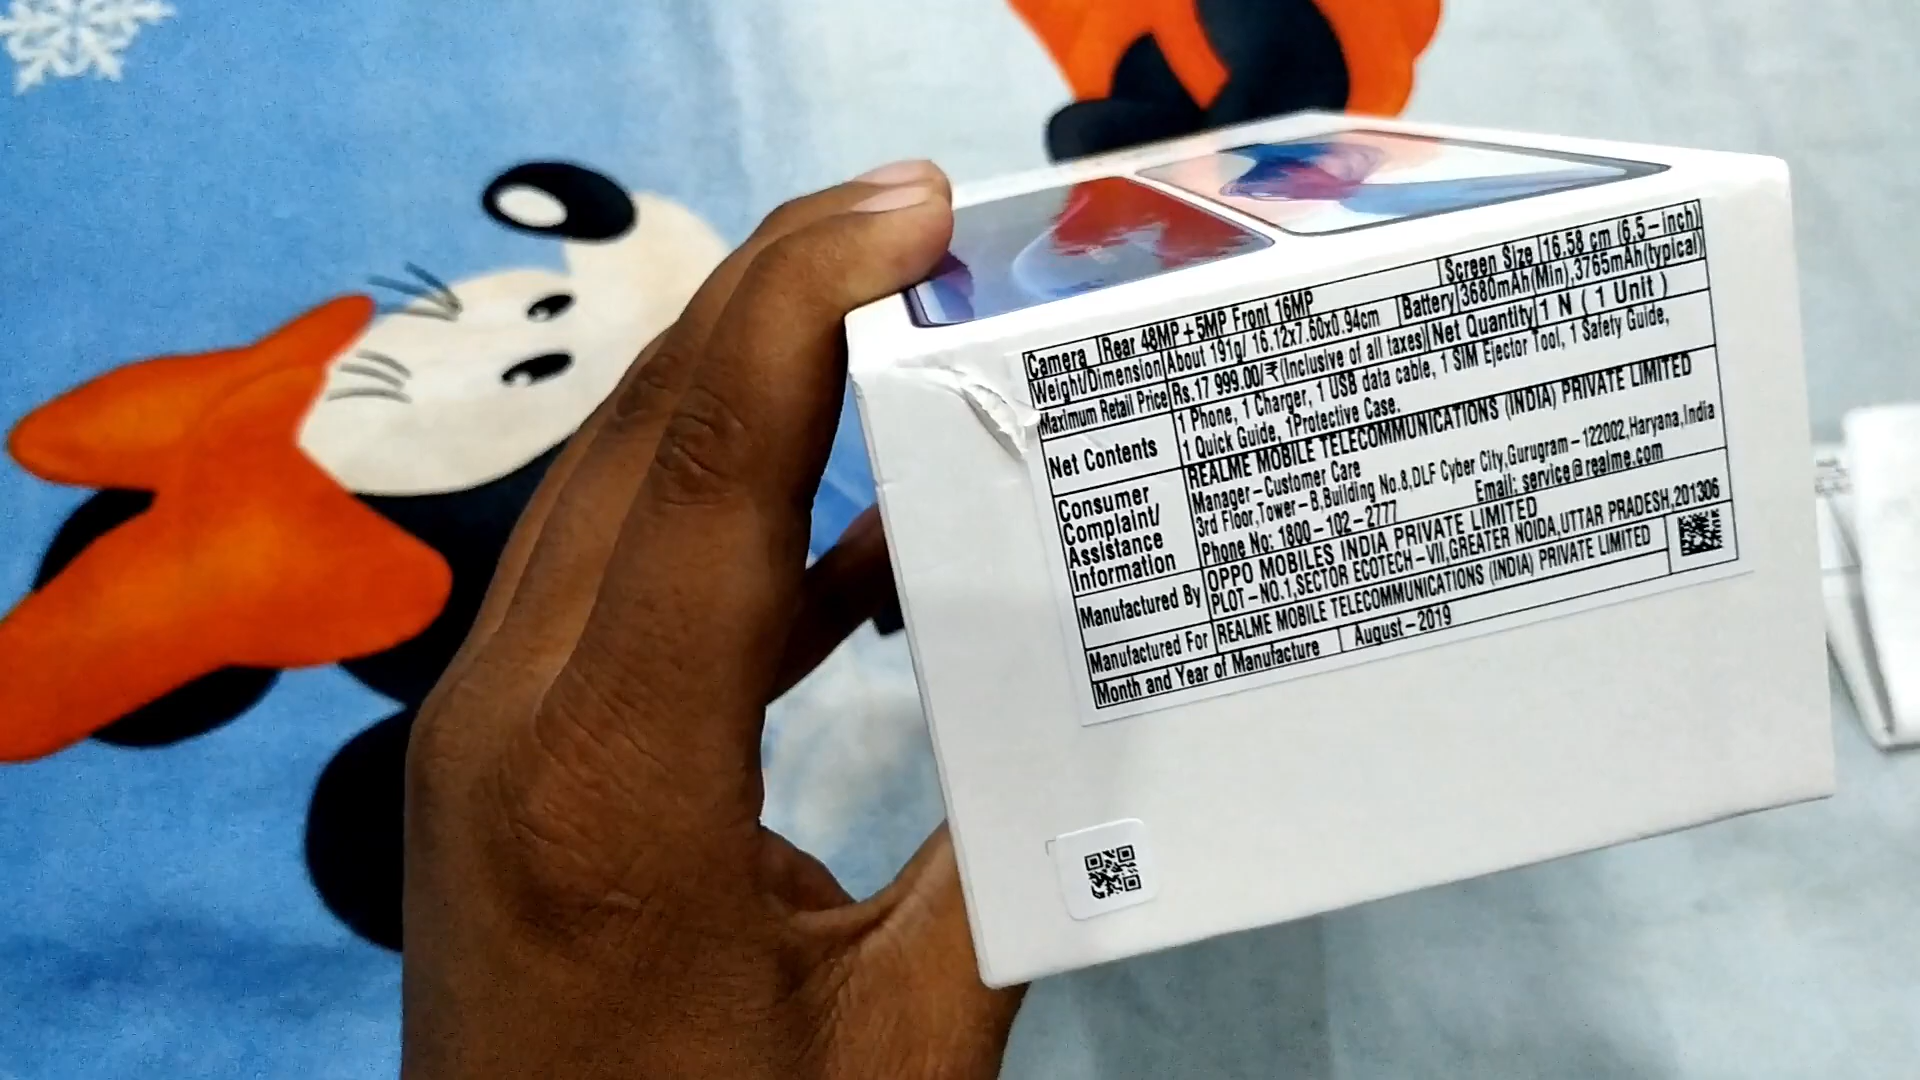 Camera Rear 48MP+5MP Front 16MP Screen Size 16.58 cm (6.5-inch)
Weight/Dimension About 191g/ 16.12x7.60x0.94cm Battery 3680mAh(Min),3765mAh(typical)
Maximum Retail Price Rs.17 999.00/ ₹(Inclusive of all taxes) Net Quantity 1 N ( 1 Unit )
Net Contents
1 Phone, 1 Charger, 1 USB data cable, 1 SIM Ejector Tool, 1 Safety Guide,
1 Quick Guide, 1Protective Case.
Consumer
Complaint/
Assistance
Information
REALME MOBILE TELECOMMUNICATIONS (INDIA) PRIVATE LIMITED
Manager-Customer Care
3rd Floor,Tower-B,Building No.8,DLF Cyber City,Gurugram-122002,Haryana,India
Phone No: 1800-102-2777 Email: service@realme.com
Manufactured By
OPPO MOBILES INDIA PRIVATE LIMITED
PLOT-NO.1,SECTOR ECOTECH-VII,GREATER NOIDA,UTTAR PRADESH,201306
Manufactured For REALME MOBILE TELECOMMUNICATIONS (INDIA) PRIVATE LIMITED
Month and Year of Manufacture August-2019